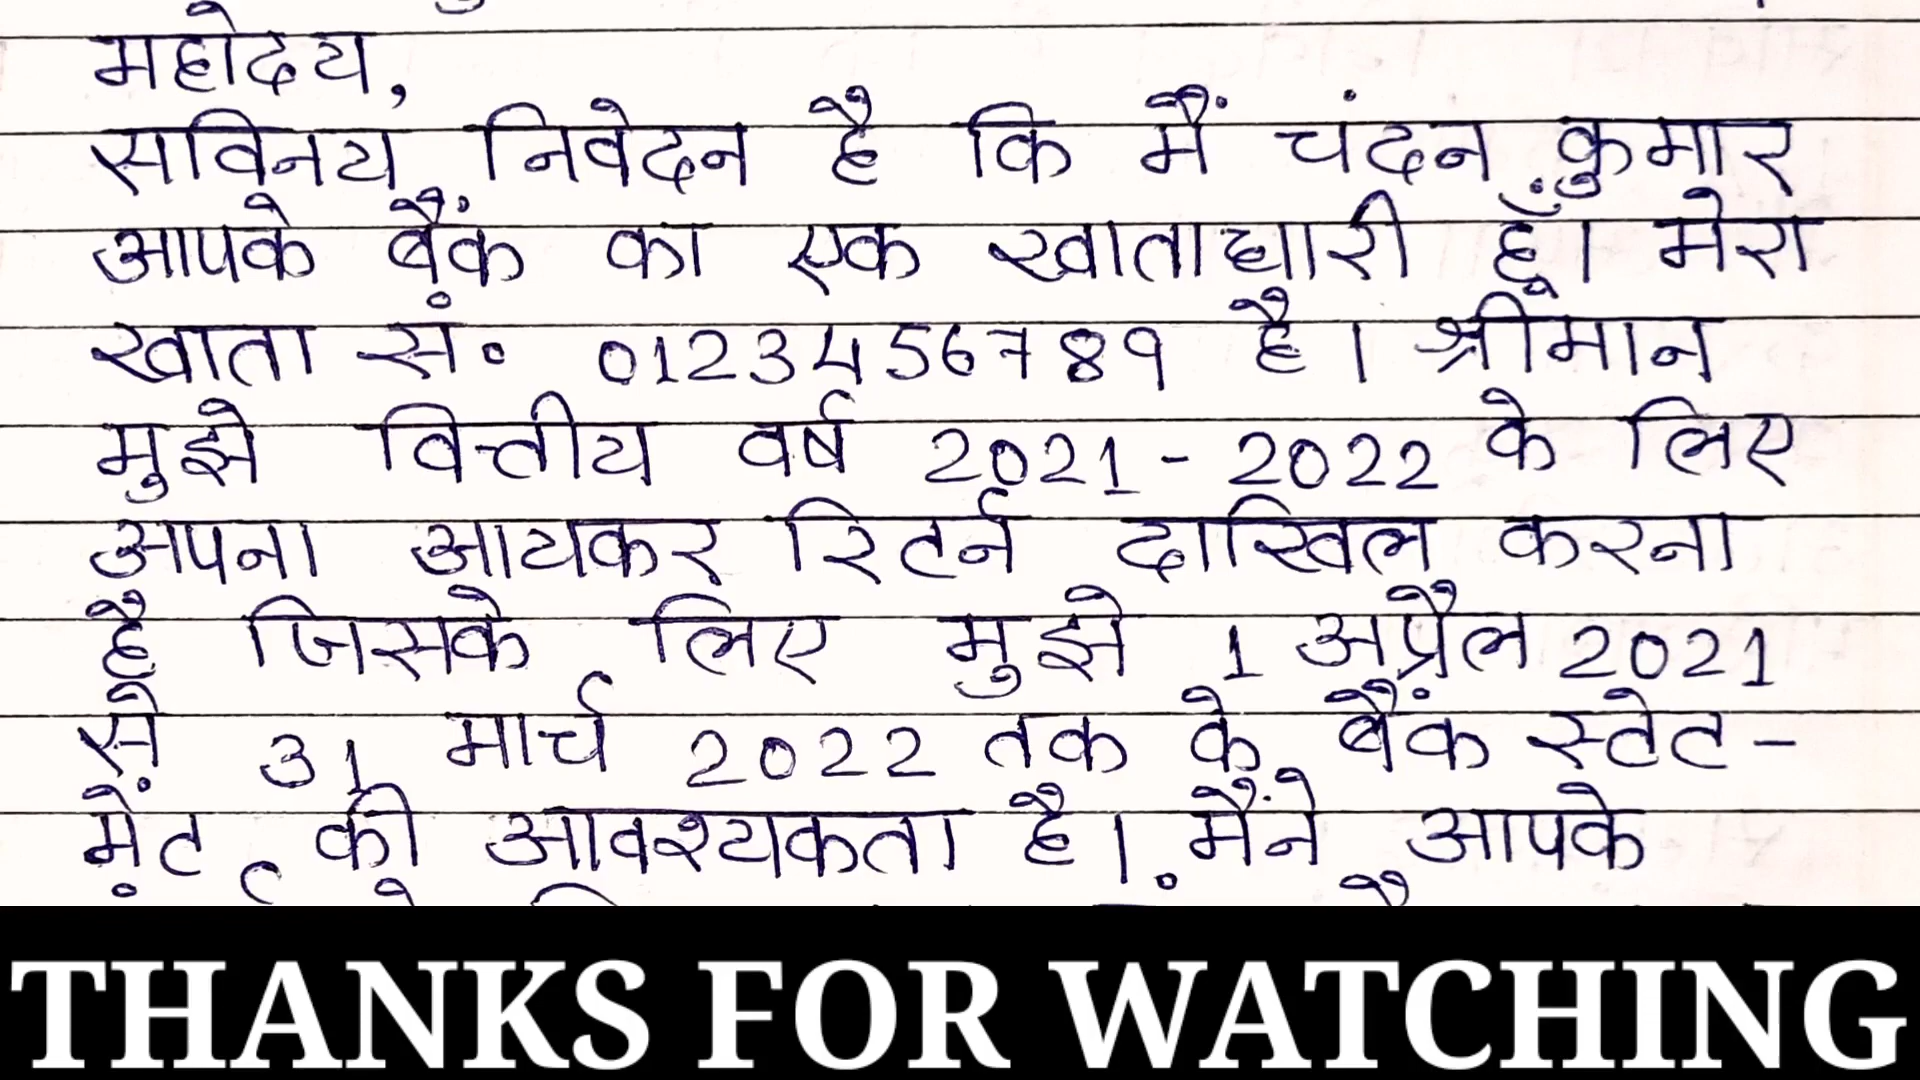 महोदय,
सविनय निवेदन है कि मैं चंदन कुमार
आपके बैंक का एक खाताधारी हूँ। मेरा
खाता सं॰ 0123456789 है। श्रीमान
मुझे वित्तीय वर्ष 2021-2022 के लिए
अपना आयकर रिटर्न दाखिल करना
है जिसके लिए मुझे 1 अप्रैल 2021
से 31 मार्च 2022 तक के बैंक स्टेट-
मेंट की आवश्यकता है। मैंने आपके
THANKS FOR WATCHING